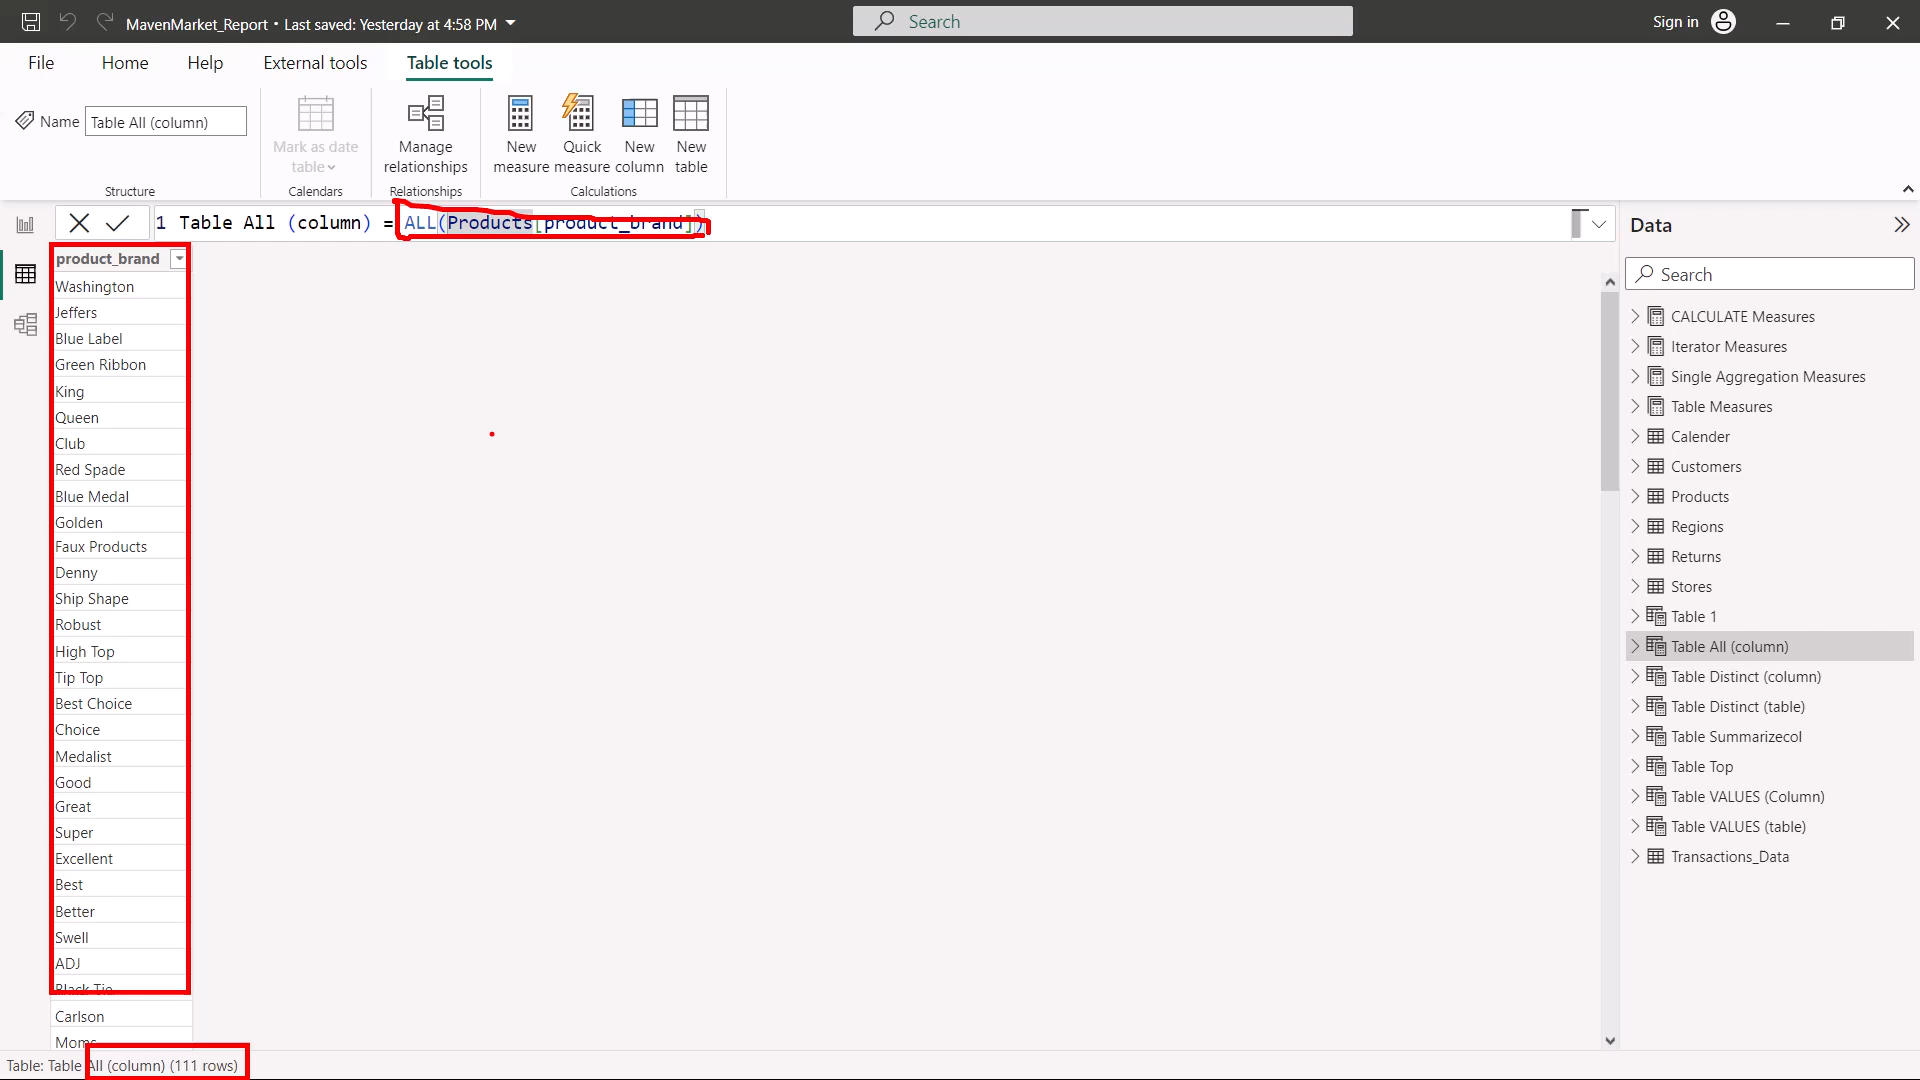 MavenMarket_Report • Last saved: Yesterday at 4:58 PM
Search
Sign in
File
Home
Help
External tools
Table tools
Name
Table All (column)
Mark as date
table
Manage
relationships
New
measure
Quick
measure
New
column
New
table
Structure
Calendars
Relationships
Calculations
1 Table All (column) = ALL(Products[product_brand])
product_brand
Washington
Jeffers
Blue Label
Green Ribbon
King
Queen
Club
Red Spade
Blue Medal
Golden
Faux Products
Denny
Ship Shape
Robust
High Top
Tip Top
Best Choice
Choice
Medalist
Good
Great
Super
Excellent
Best
Better
Swell
ADJ
Black Tie
Carlson
Moms
Table: Table All (column) (111 rows)
Data
Search
CALCULATE Measures
Iterator Measures
Single Aggregation Measures
Table Measures
Calender
Customers
Products
Regions
Returns
Stores
Table 1
Table All (column)
Table Distinct (column)
Table Distinct (table)
Table Summarizecol
Table Top
Table VALUES (Column)
Table VALUES (table)
Transactions_Data